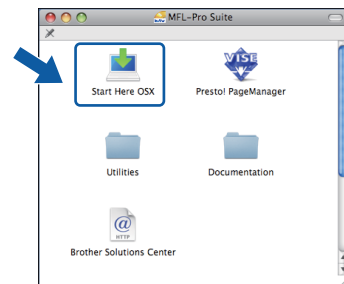 MFL-Pro Suite
Start Here OSX
Presto! PageManager
VISE
Utilities
Documentation
@
HTTP
Brother Solutions Center